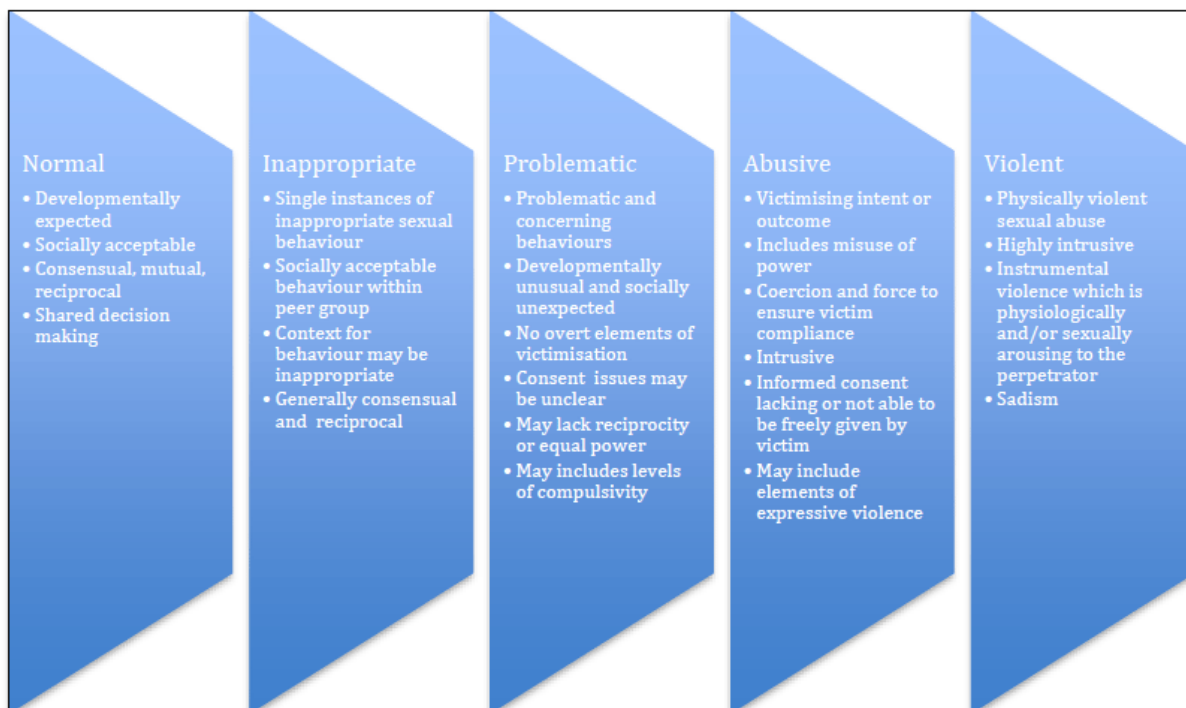 Normal
• Developmentally
expected
• Socially acceptable
• Consensual, mutual,
reciprocal
• Shared decision
making
Inappropriate
• Single instances of
inappropriate sexual
behaviour
• Socially acceptable
behaviour within
peer group
• Context for
behaviour may be
inappropriate
• Generally consensual
and reciprocal
Problematic
• Problematic and
concerning
behaviours
• Developmentally
unusual and socially
unexpected
• No overt elements of
victimisation
• Consent issues may
be unclear
• May lack reciprocity
or equal power
• May includes levels
of compulsivity
Abusive
• Victimising intent or
outcome
• Includes misuse of
power
• Coercion and force to
ensure victim
compliance
• Intrusive
• Informed consent
lacking or not able to
be freely given by
victim
• May include
elements of
expressive violence
Violent
• Physically violent
sexual abuse
• Highly intrusive
• Instrumental
violence which is
physiologically
and/or sexually
arousing to the
perpetrator
• Sadism